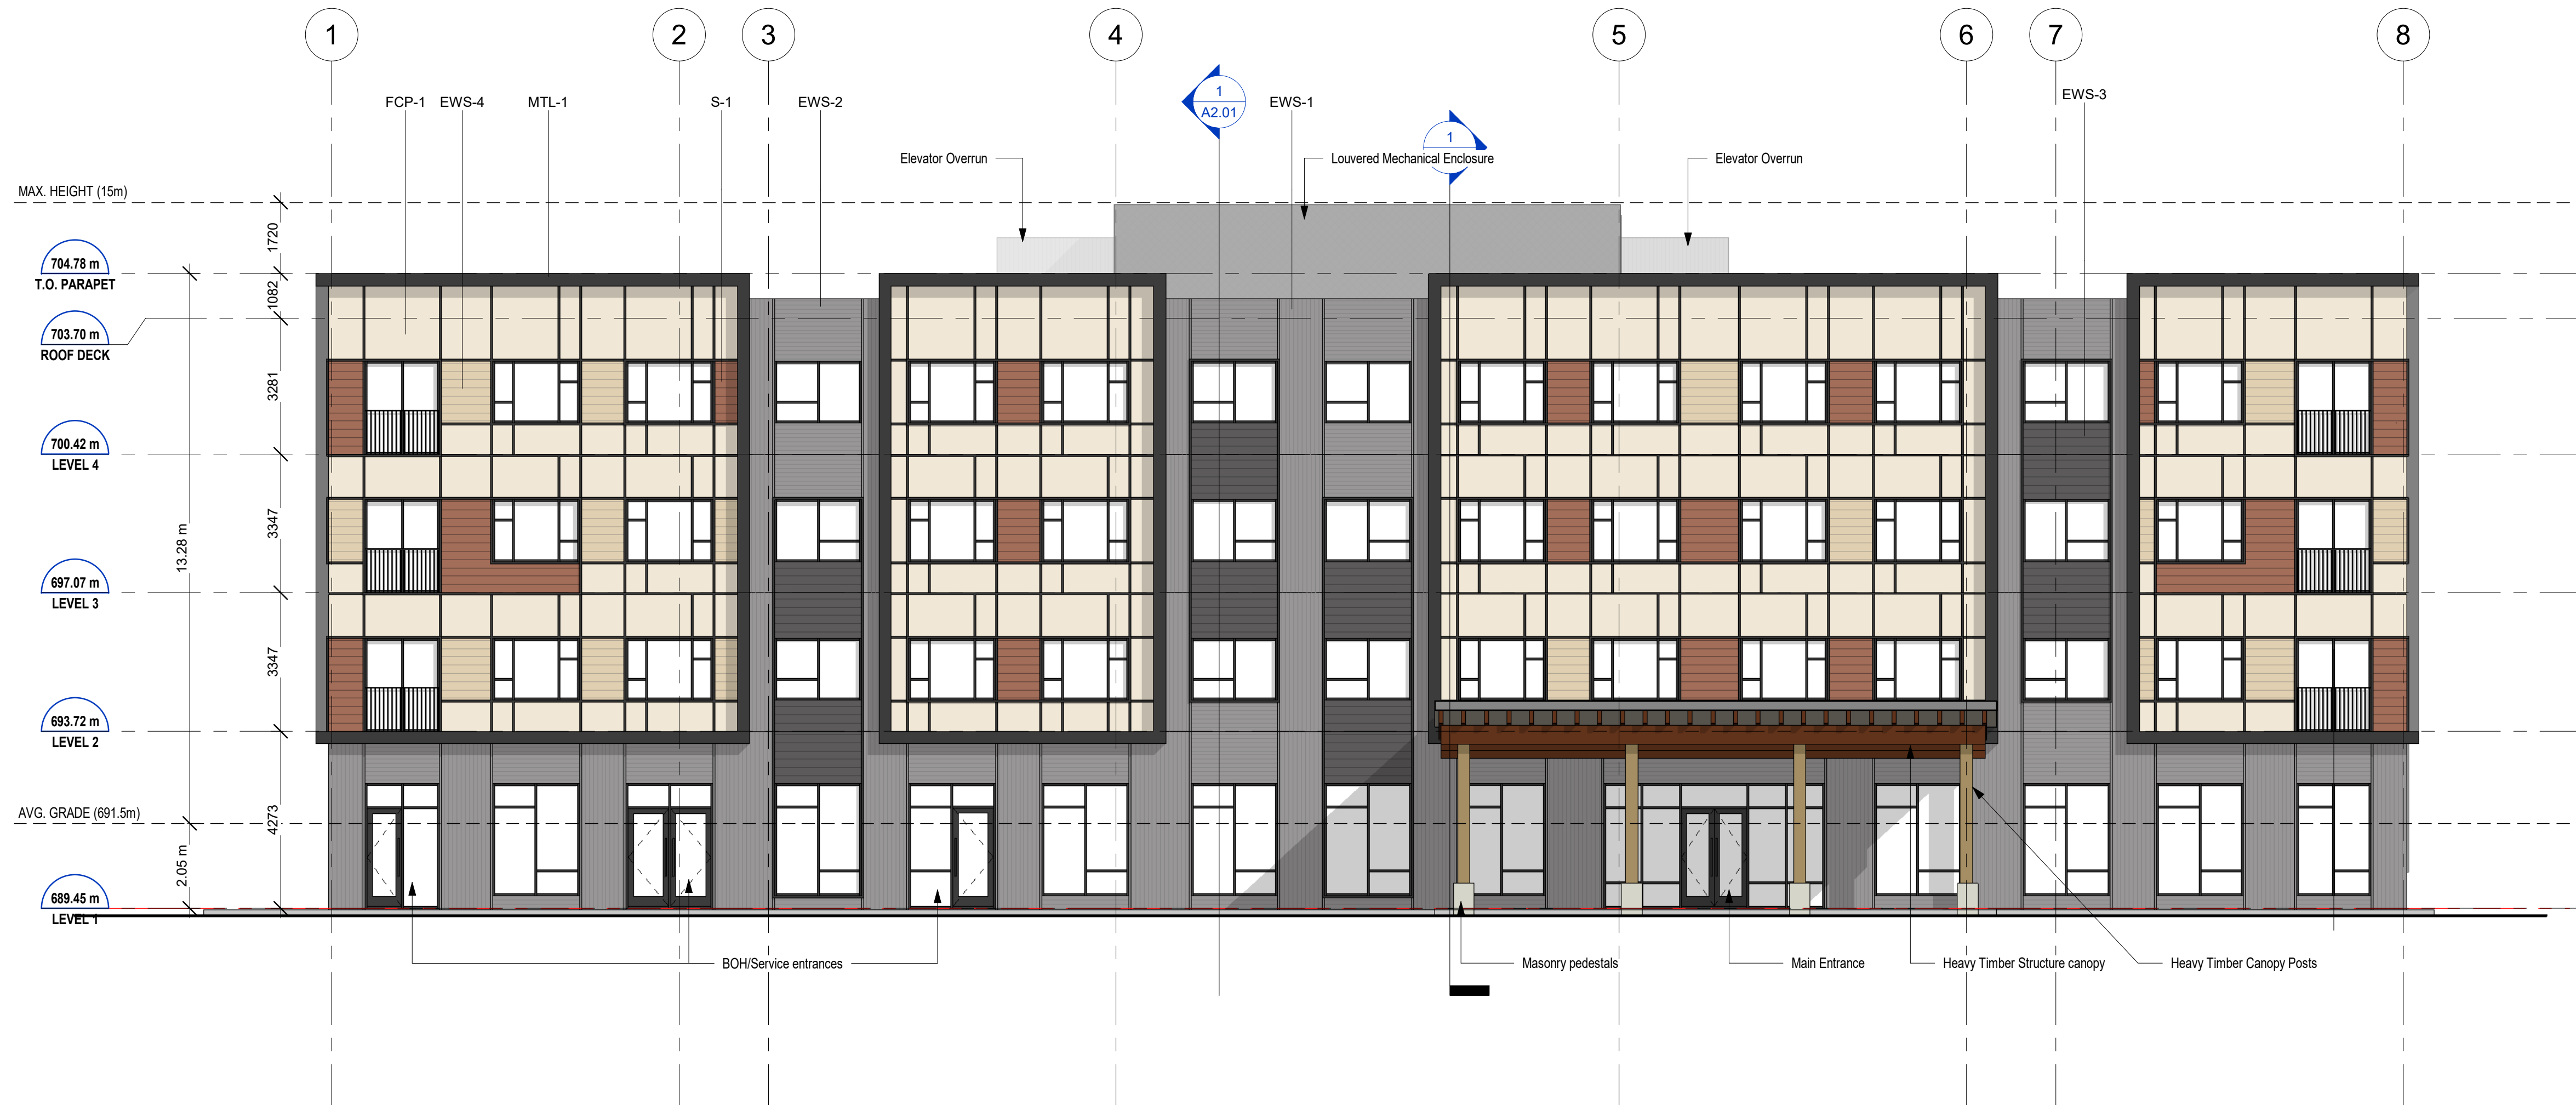 1 2 3 4 5 6 7 8
FCP-1 EWS-4 MTL-1 S-1 EWS-2 EWS-1 EWS-3
1
A2.01
1
Elevator Overrun
Louvered Mechanical Enclosure
Elevator Overrun
MAX. HEIGHT (15m)
1720
704.78 m
T.O. PARAPET
1082
703.70 m
ROOF DECK
3281
700.42 m
LEVEL 4
3347
13.28 m
697.07 m
LEVEL 3
3347
693.72 m
LEVEL 2
4273
AVG. GRADE (691.5m)
2.05 m
689.45 m
LEVEL 1
BOH/Service entrances
Masonry pedestals
Main Entrance
Heavy Timber Structure canopy
Heavy Timber Canopy Posts